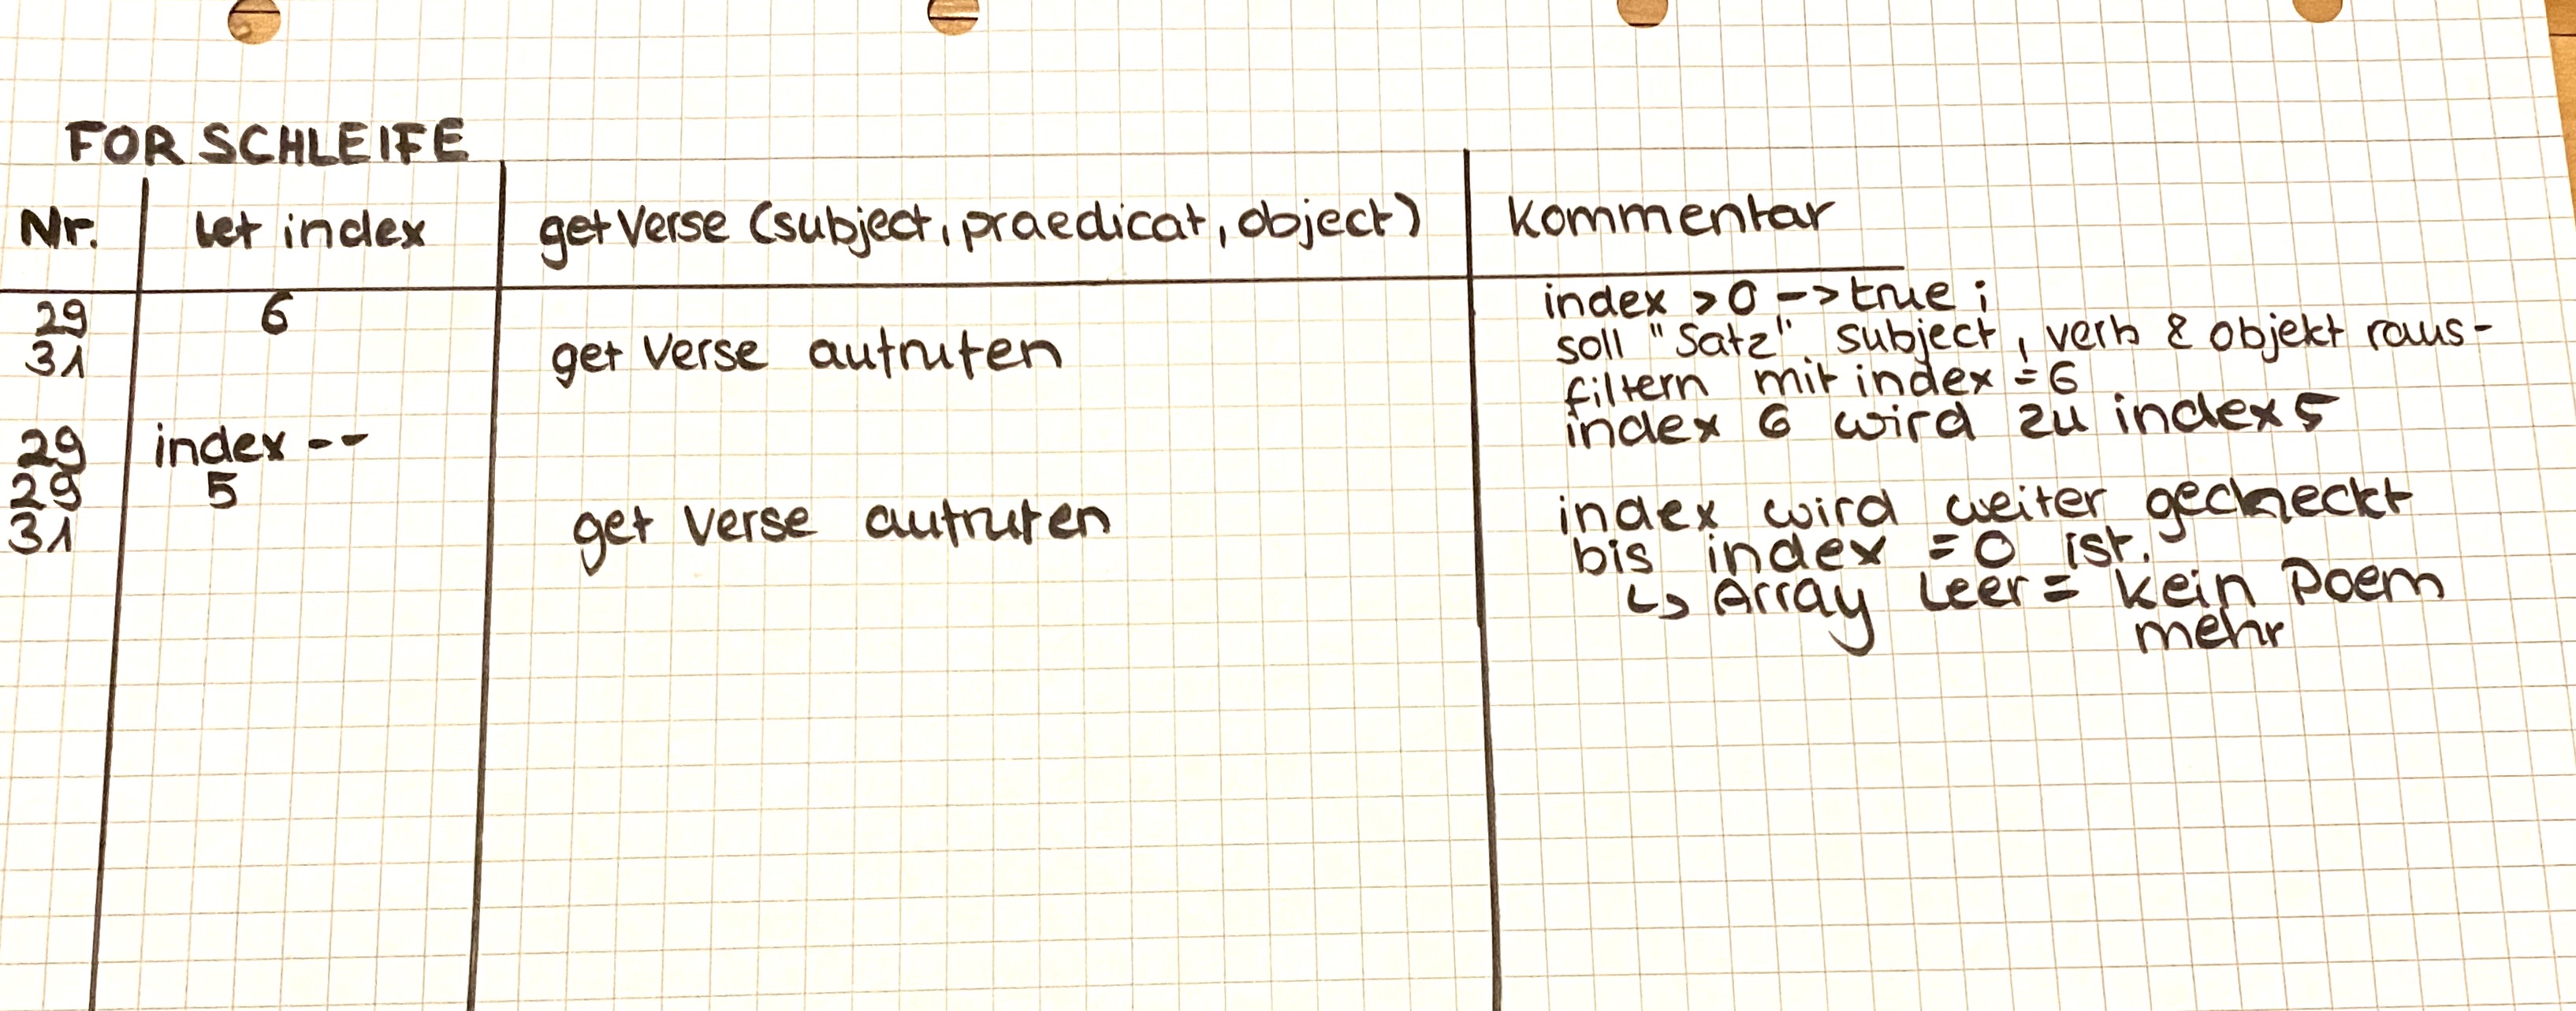 FOR SCHLEIFE
Nr. let index getVerse (subject, praedicat, object) Kommentar
29 6 index > 0 -> true ;
31 get Verse aufrufen soll "Satz" subject, verb & objekt raus-
filtern mit index = 6
29 index -- index 6 wird zu index 5
29 5
31 get Verse aufrufen index wird weiter gecheckt
bis index = 0 ist.
↳ Array leer = kein Poem
mehr